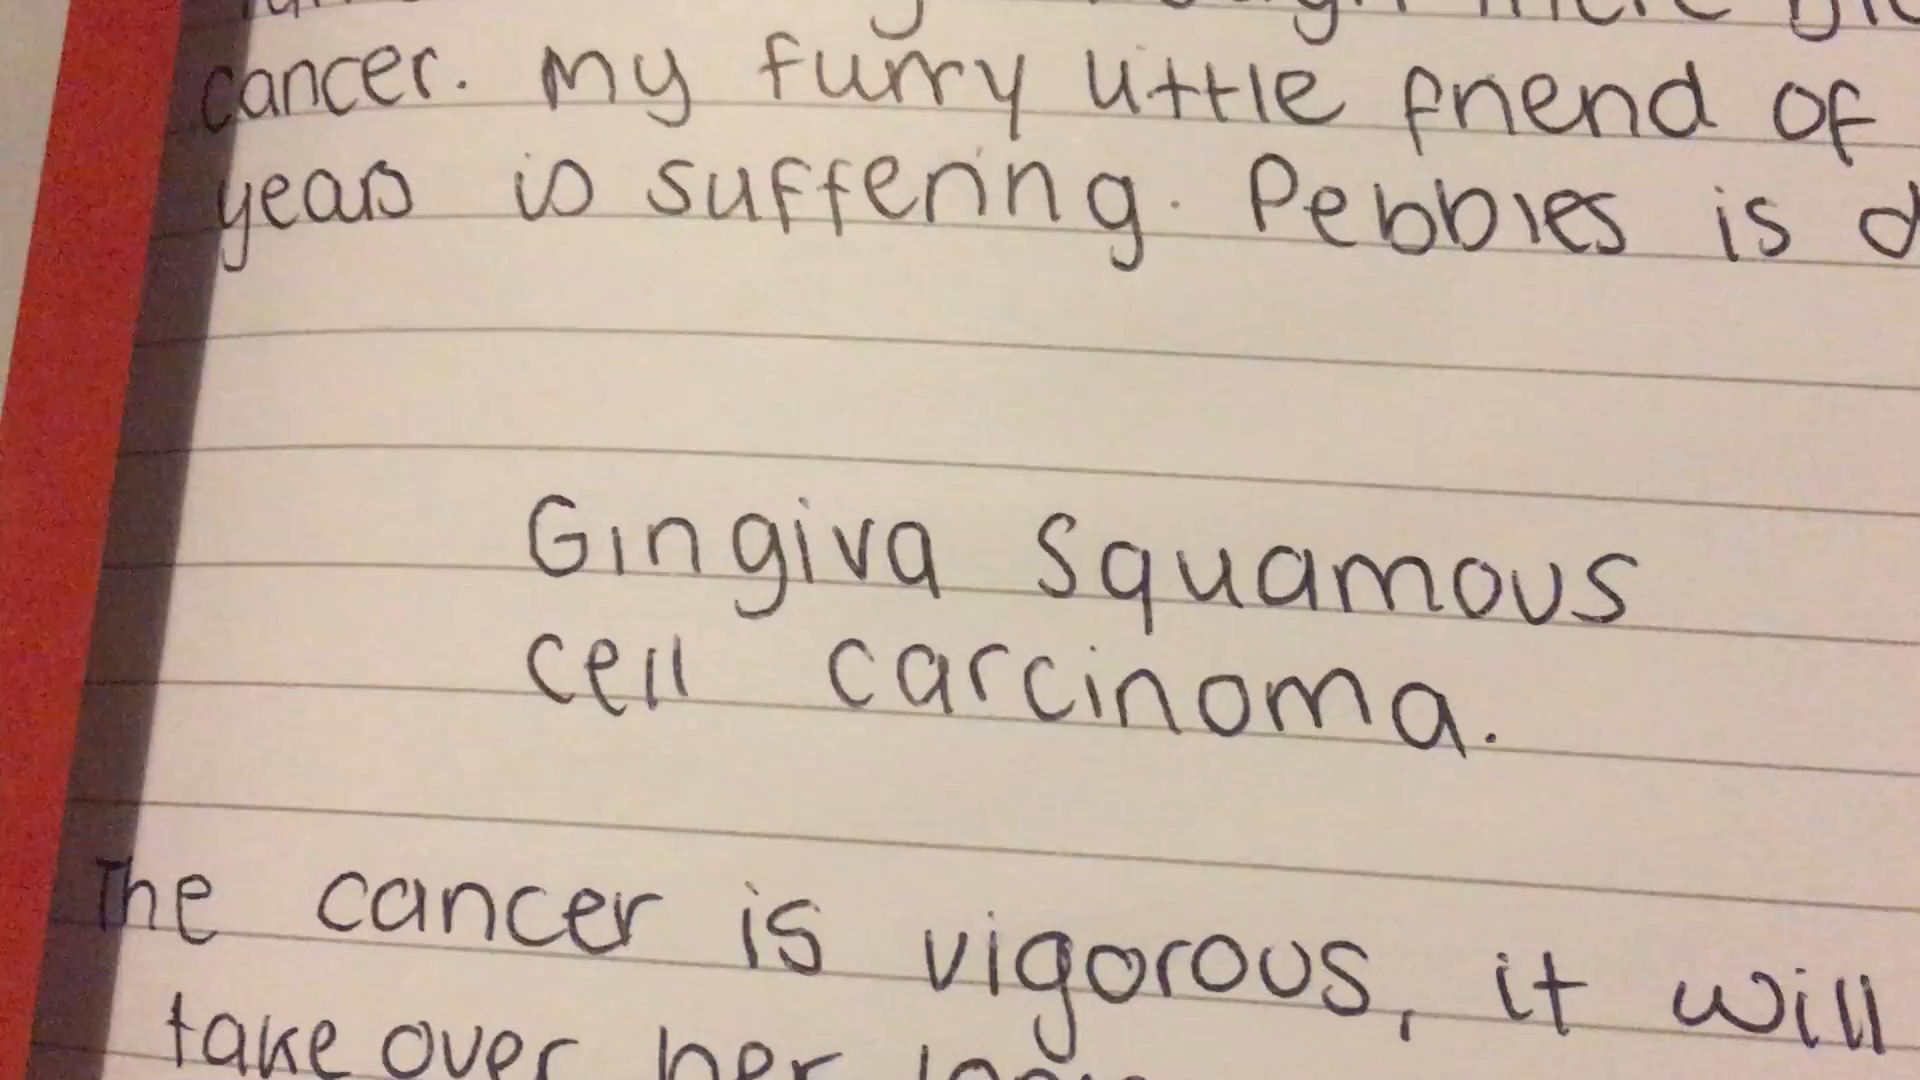 cancer. My furry little friend of
years is suffering. Pebbles is
Gingiva Squamous
cell carcinoma.
The cancer is vigorous, it will
take over her